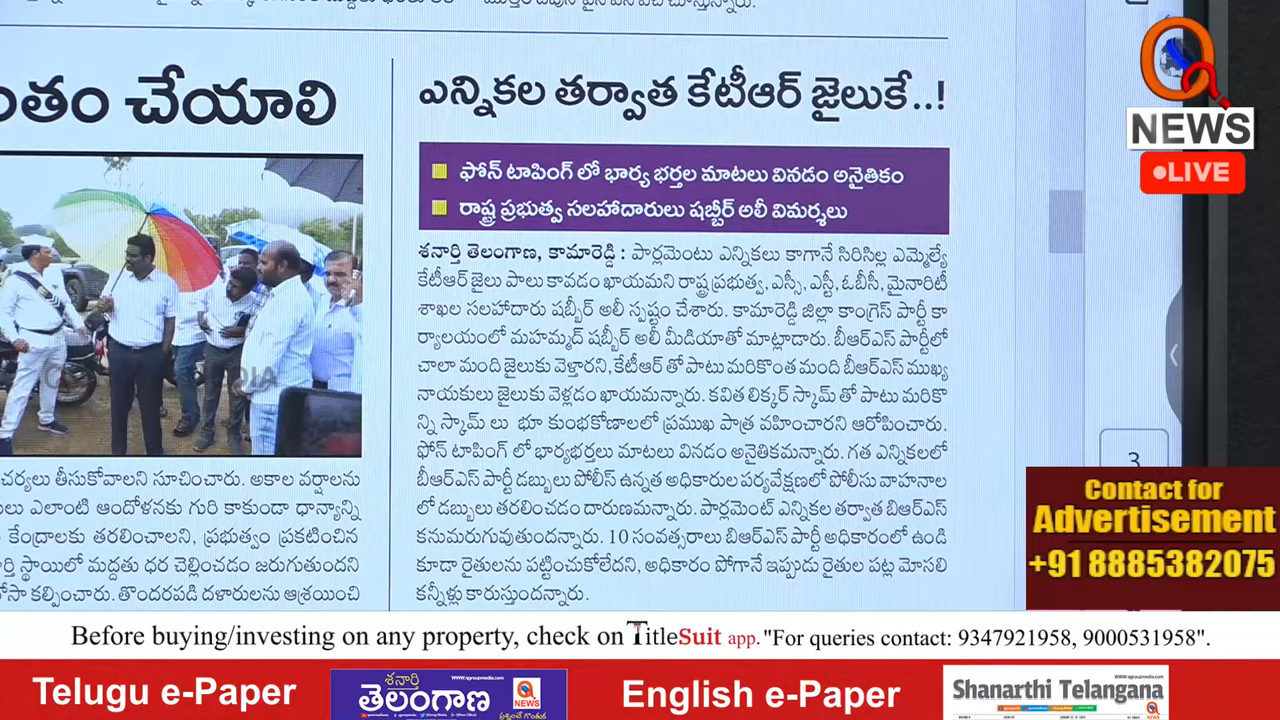 ంతం చేయాలి
చర్యలు తీసుకోవాలని సూచించారు. అకాల వర్షాలను
లు ఎలాంటి ఆందోళనకు గురి కాకుండా ధాన్యాన్ని
కేంద్రాలకు తరలించాలని, ప్రభుత్వం ప్రకటించిన
ర్తి స్థాయిలో మద్దతు ధర చెల్లించడం జరుగుతుందని
సా కల్పించారు. తొందరపడి దళారులను ఆశ్రయించి
ఎన్నికల తర్వాత కేటీఆర్ జైలుకే..!
ఫోన్ టాపింగ్ లో భార్య భర్తల మాటలు వినడం అనైతికం
రాష్ట్ర ప్రభుత్వ సలహాదారులు షబ్బీర్ అలీ విమర్శలు
శనార్తి తెలంగాణ, కామారెడ్డి : పార్లమెంటు ఎన్నికలు కాగానే సిరిసిల్ల ఎమ్మెల్యే
కేటీఆర్ జైలు పాలు కావడం ఖాయమని రాష్ట్ర ప్రభుత్వ, ఎస్సీ, ఎస్టీ, ఓబీసీ, మైనారిటీ
శాఖల సలహాదారు షబ్బీర్ అలీ స్పష్టం చేశారు. కామారెడ్డి జిల్లా కాంగ్రెస్ పార్టీ కా
ర్యాలయంలో మహమ్మద్ షబ్బీర్ అలీ మీడియాతో మాట్లాడారు. బీఆర్ఎస్ పార్టీలో
చాలా మంది జైలుకు వెళ్తారని, కేటీఆర్ తో పాటు మరికొంత మంది బీఆర్ఎస్ ముఖ్య
నాయకులు జైలుకు వెళ్లడం ఖాయమన్నారు. కవిత లిక్కర్ స్కామ్ తో పాటు మరికొ
న్ని స్కామ్ లు భూ కుంభకోణాలలో ప్రముఖ పాత్ర వహించారని ఆరోపించారు.
ఫోన్ టాపింగ్ లో భార్యభర్తలు మాటలు వినడం అనైతికమన్నారు. గత ఎన్నికలలో
బీఆర్ఎస్ పార్టీ డబ్బులు పోలీస్ ఉన్నత అధికారుల పర్యవేక్షణలో పోలీసు వాహనాల
లో డబ్బులు తరలించడం దారుణమన్నారు. పార్లమెంట్ ఎన్నికల తర్వాత బిఆర్ఎస్
కనుమరుగువుతుందన్నారు. 10 సంవత్సరాలు బిఆర్ఎస్ పార్టీ అధికారంలో ఉండి
కూడా రైతులను పట్టించుకోలేదని, అధికారం పోగానే ఇప్పుడు రైతుల పట్ల మోసలి
కన్నీళ్లు కారుస్తుందన్నారు.
3
NEWS
LIVE
Contact for
Advertisement
+91 8885382075
Before buying/investing on any property, check on TitleSuit app. "For queries contact: 9347921958, 9000531958".
Telugu e-Paper
శనార్తి
తెలంగాణ
NEWS
English e-Paper
Shanarthi Telangana